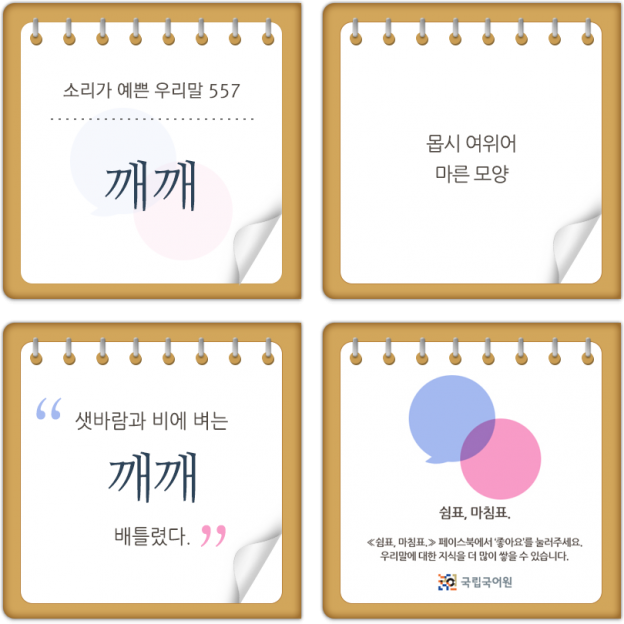 소리가 예쁜 우리말 557
깨깨
몹시 여위어
마른 모양
“ 샛바람과 비에 벼는
깨깨
배틀렸다. ”
쉼표, 마침표.
≪쉼표, 마침표.≫ 페이스북에서 '좋아요'를 눌러주세요.
우리말에 대한 지식을 더 많이 쌓을 수 있습니다.
국립국어원